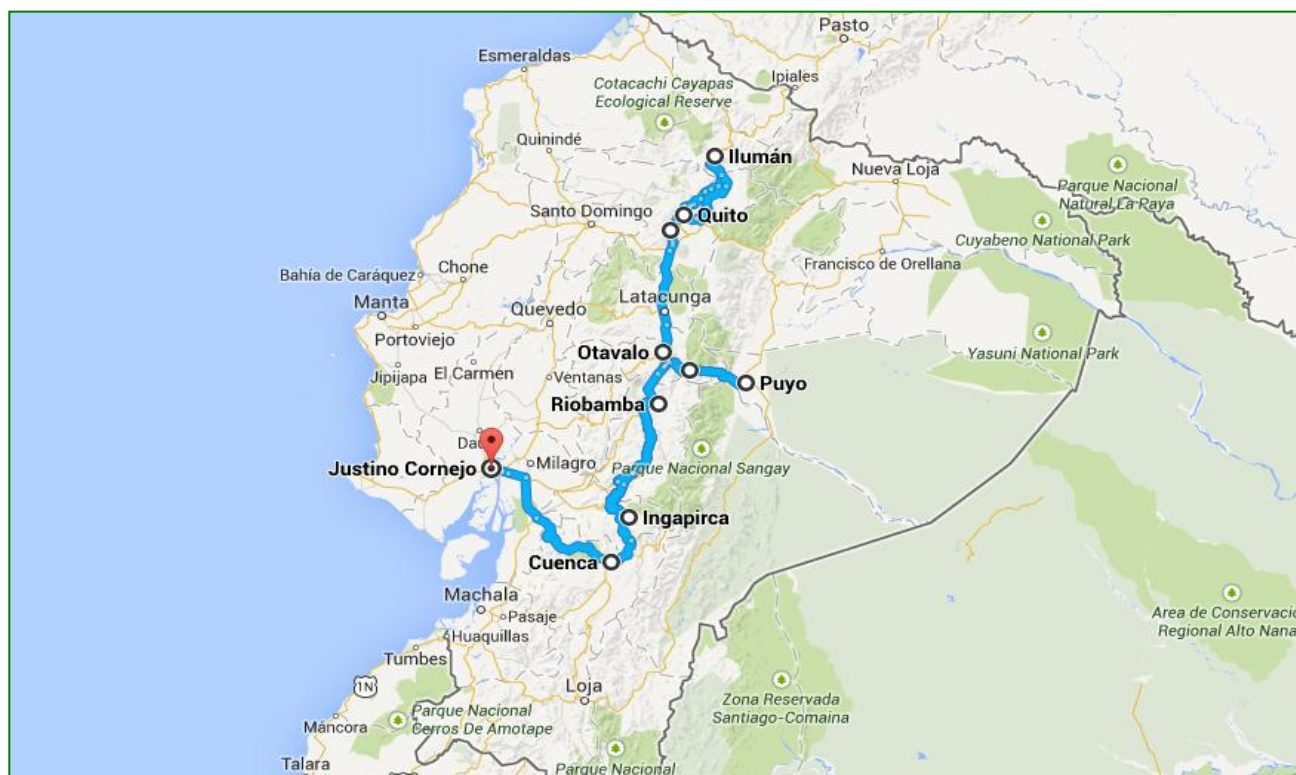 Pasto
Esmeraldas
Ipiales
Cotacachi Cayapas
Ecological Reserve
Quinindé
Ilumán
Nueva Loja
Parque Nacional
Natural La Paya
Santo Domingo
Quito
Cuyabeno National Park
Francisco de Orellana
Bahía de Caráquez
Chone
Manta
Latacunga
Quevedo
Portoviejo
Otavalo
Yasuni National Park
Jipijapa
El Carmen
Ventanas
Puyo
Riobamba
Justino Cornejo
Milagro
Parque Nacional Sangay
Ingapirca
Cuenca
Machala
Pasaje
Huaquillas
Tumbes
1N
Loja
Area de Conservació
Regional Alto Nana
Zona Reservada
Santiago-Comaina
Parque Nacional
Cerros De Amotape
Máncora
Talara
Parque Nacional